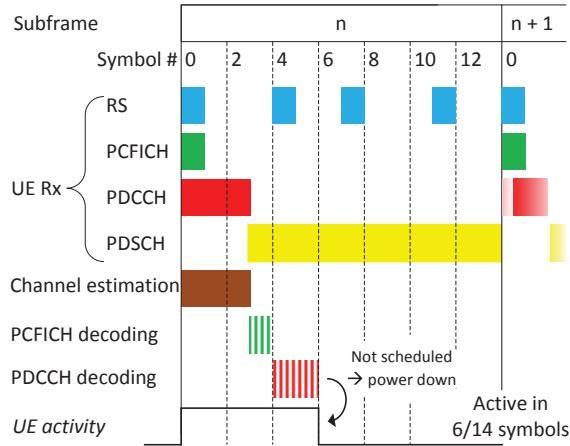 Subframe n n + 1
Symbol # 0 2 4 6 8 10 12 0
RS
PCFICH
UE Rx
PDCCH
PDSCH
Channel estimation
PCFICH decoding
Not scheduled
PDCCH decoding → power down
Active in
UE activity 6/14 symbols